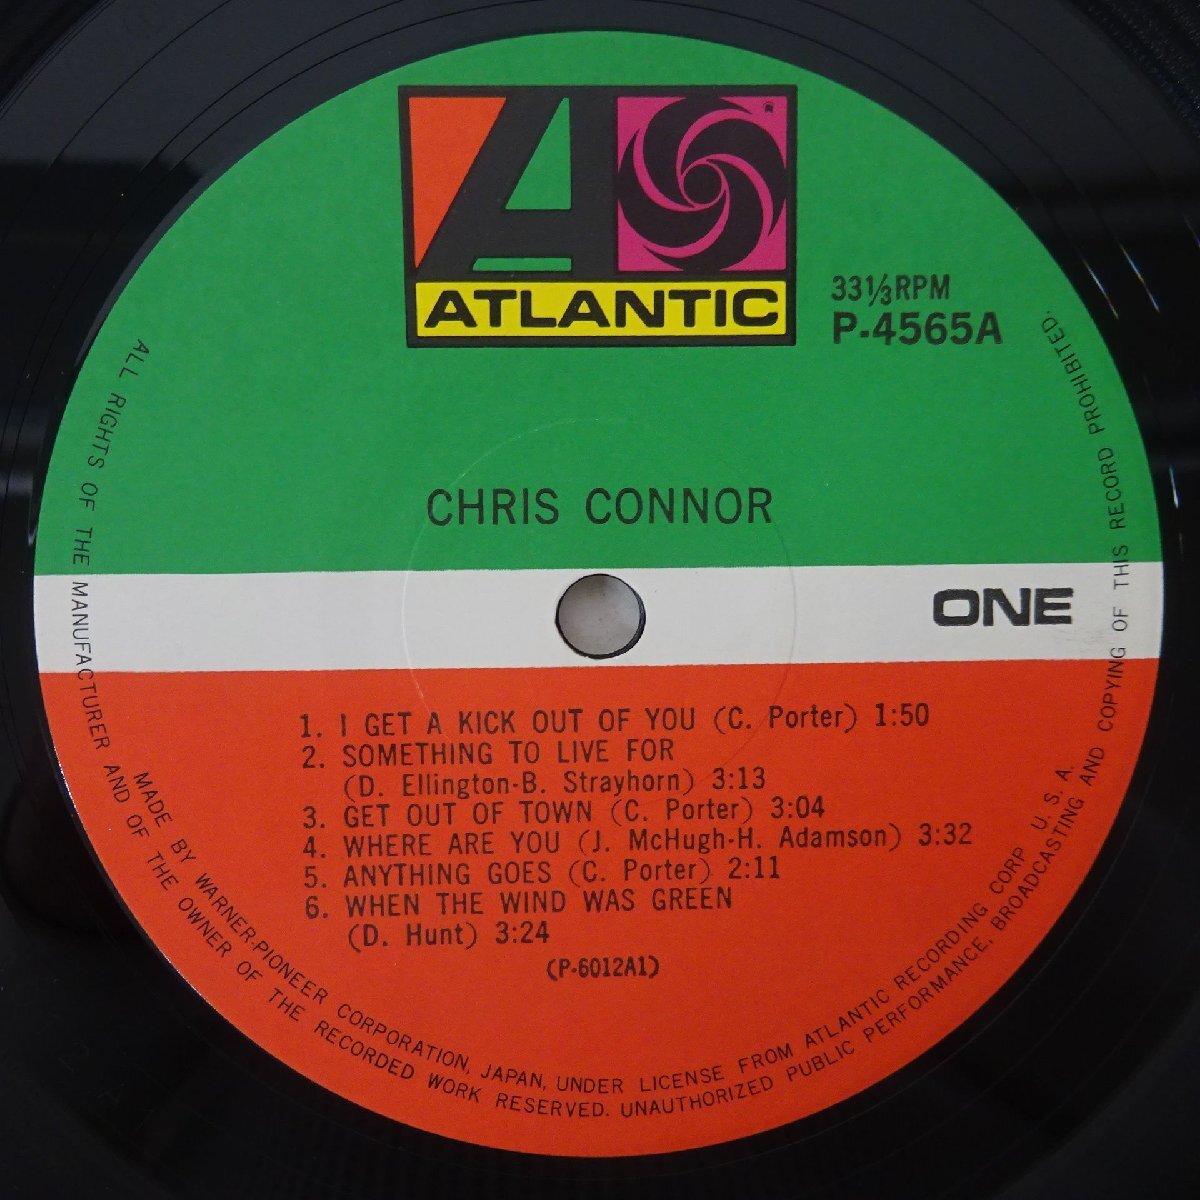 ATLANTIC
33⅓RPM
P-4565A
CHRIS CONNOR
ONE
1. I GET A KICK OUT OF YOU (C. Porter) 1:50
2. SOMETHING TO LIVE FOR
(D. Ellington-B. Strayhorn) 3:13
3. GET OUT OF TOWN (C. Porter) 3:04
4. WHERE ARE YOU (J. McHugh-H. Adamson) 3:32
5. ANYTHING GOES (C. Porter) 2:11
6. WHEN THE WIND WAS GREEN
(D. Hunt) 3:24
(P-6012A1)
MADE BY WARNER-PIONEER CORPORATION, JAPAN, UNDER LICENSE FROM ATLANTIC RECORDING CORP. U. S. A.
ALL RIGHTS OF THE MANUFACTURER AND OF THE OWNER OF THE RECORDED WORK RESERVED. UNAUTHORIZED PUBLIC PERFORMANCE, BROADCASTING AND COPYING OF THIS RECORD PROHIBITED.